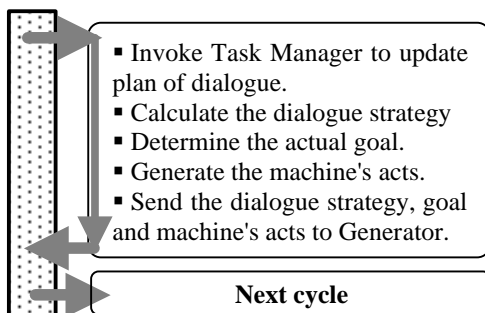 ▪ Invoke Task Manager to update
plan of dialogue.
▪ Calculate the dialogue strategy
▪ Determine the actual goal.
▪ Generate the machine's acts.
▪ Send the dialogue strategy, goal
and machine's acts to Generator.
Next cycle